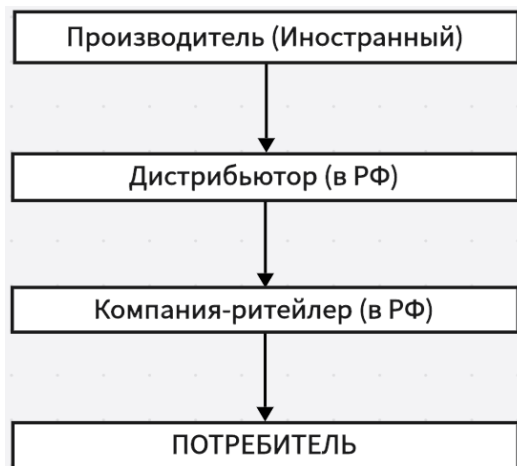 Производитель (Иностранный)
Дистрибьютор (в РФ)
Компания-ритейлер (в РФ)
ПОТРЕБИТЕЛЬ